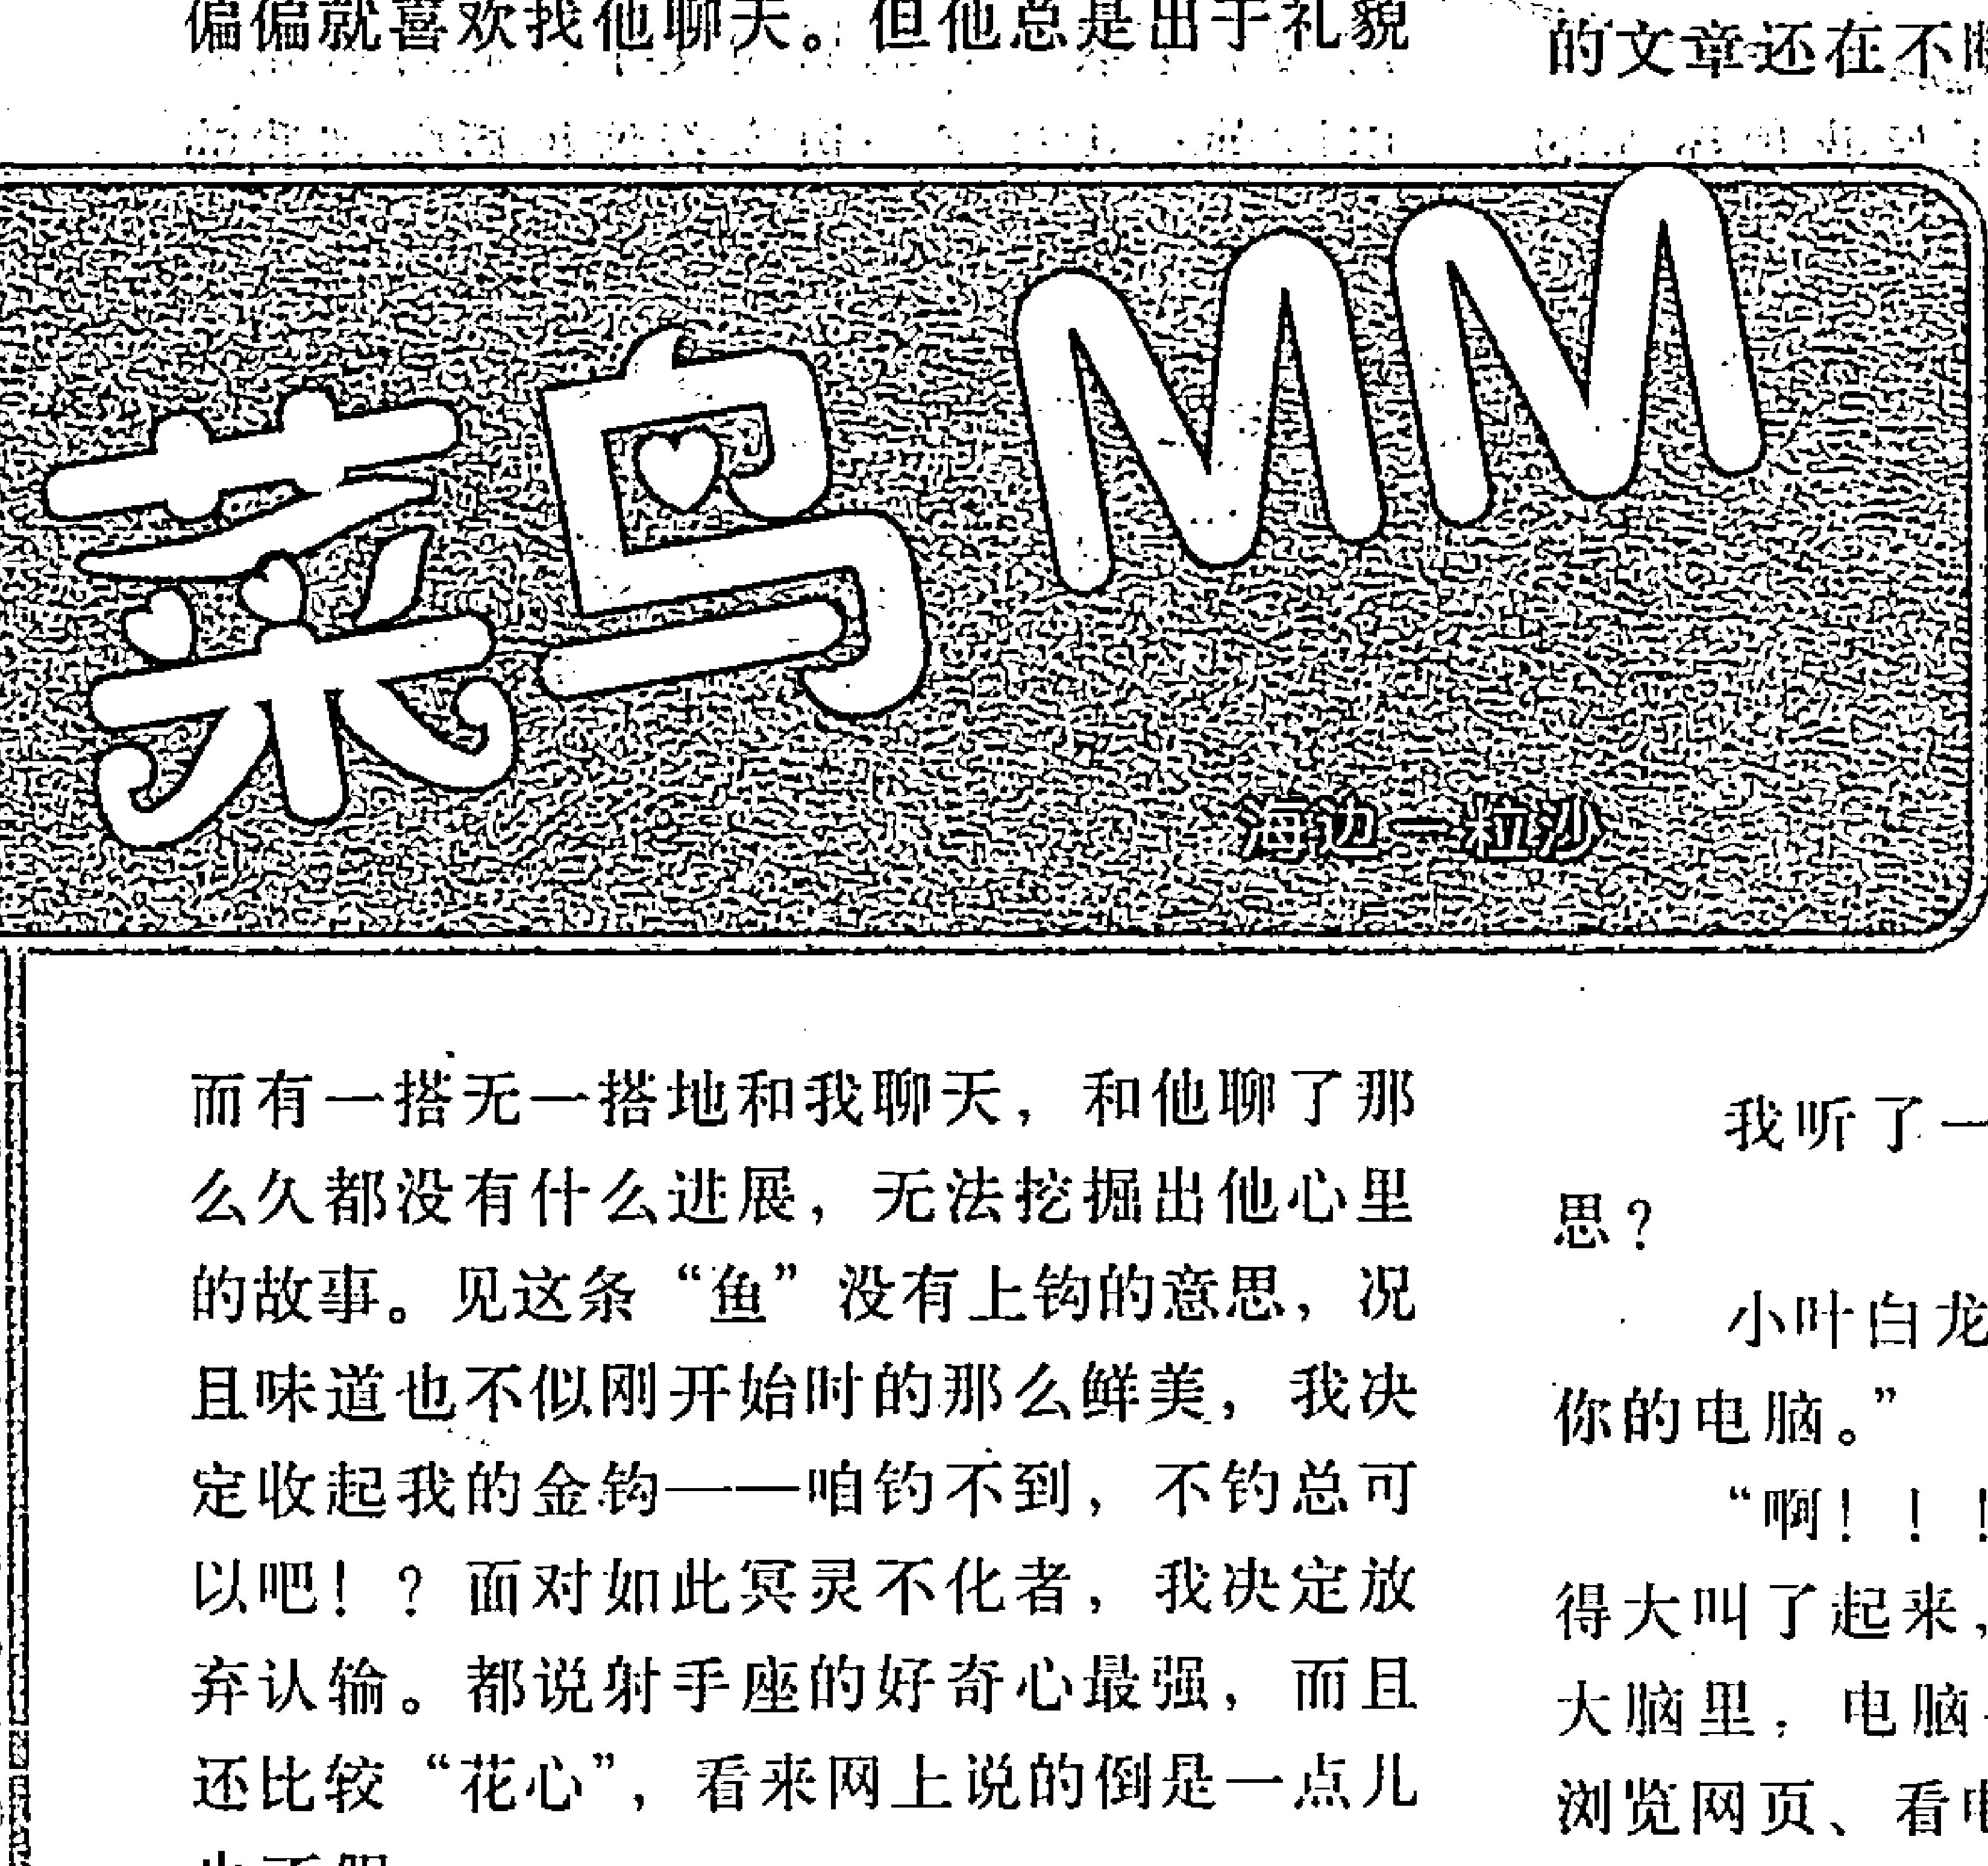 偏偏就喜欢找他聊天。但他总是出于礼貌
菜鸟MM
海边一粒沙
而有一搭无一搭地和我聊天，和他聊了那
么久都没有什么进展，无法挖掘出他心里
的故事。见这条“鱼”没有上钩的意思，况
且味道也不似刚开始时的那么鲜美，我决
定收起我的金钩——咱钓不到，不钓总可
以吧！？面对如此冥灵不化者，我决定放
弃认输。都说射手座的好奇心最强，而且
还比较“花心”，看来网上说的倒是一点儿
的文章还在不
我听了一
思？
小叶白龙
你的电脑。”
“啊！！！
得大叫了起来，
大脑里，电脑
浏览网页、看